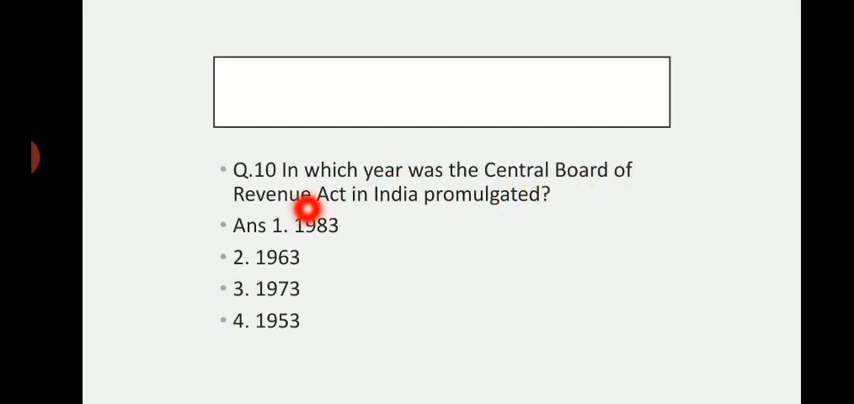 • Q.10 In which year was the Central Board of
Revenue Act in India promulgated?
• Ans 1. 1983
• 2. 1963
• 3. 1973
• 4. 1953